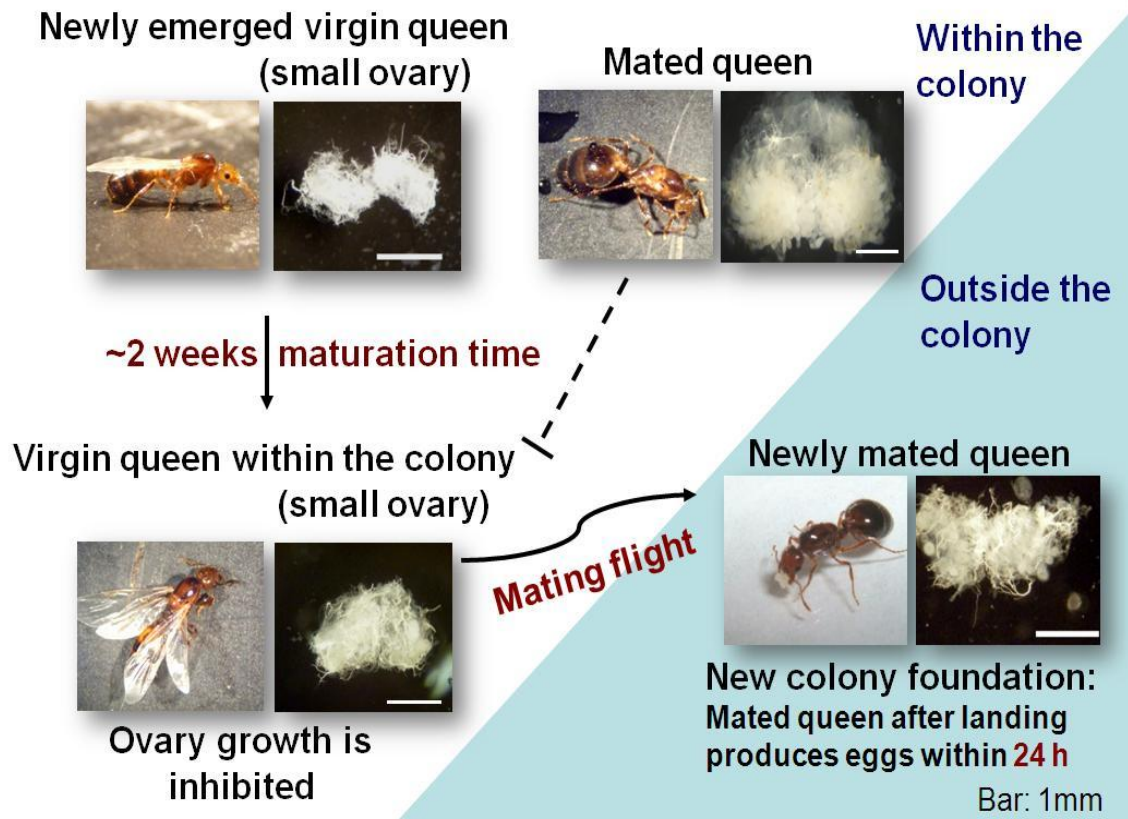 Newly emerged virgin queen
(small ovary)
Mated queen
Within the
colony
Outside the
colony
~2 weeks maturation time
Virgin queen within the colony
(small ovary)
Mating flight
Newly mated queen
Ovary growth is
inhibited
New colony foundation:
Mated queen after landing
produces eggs within 24 h
Bar: 1mm